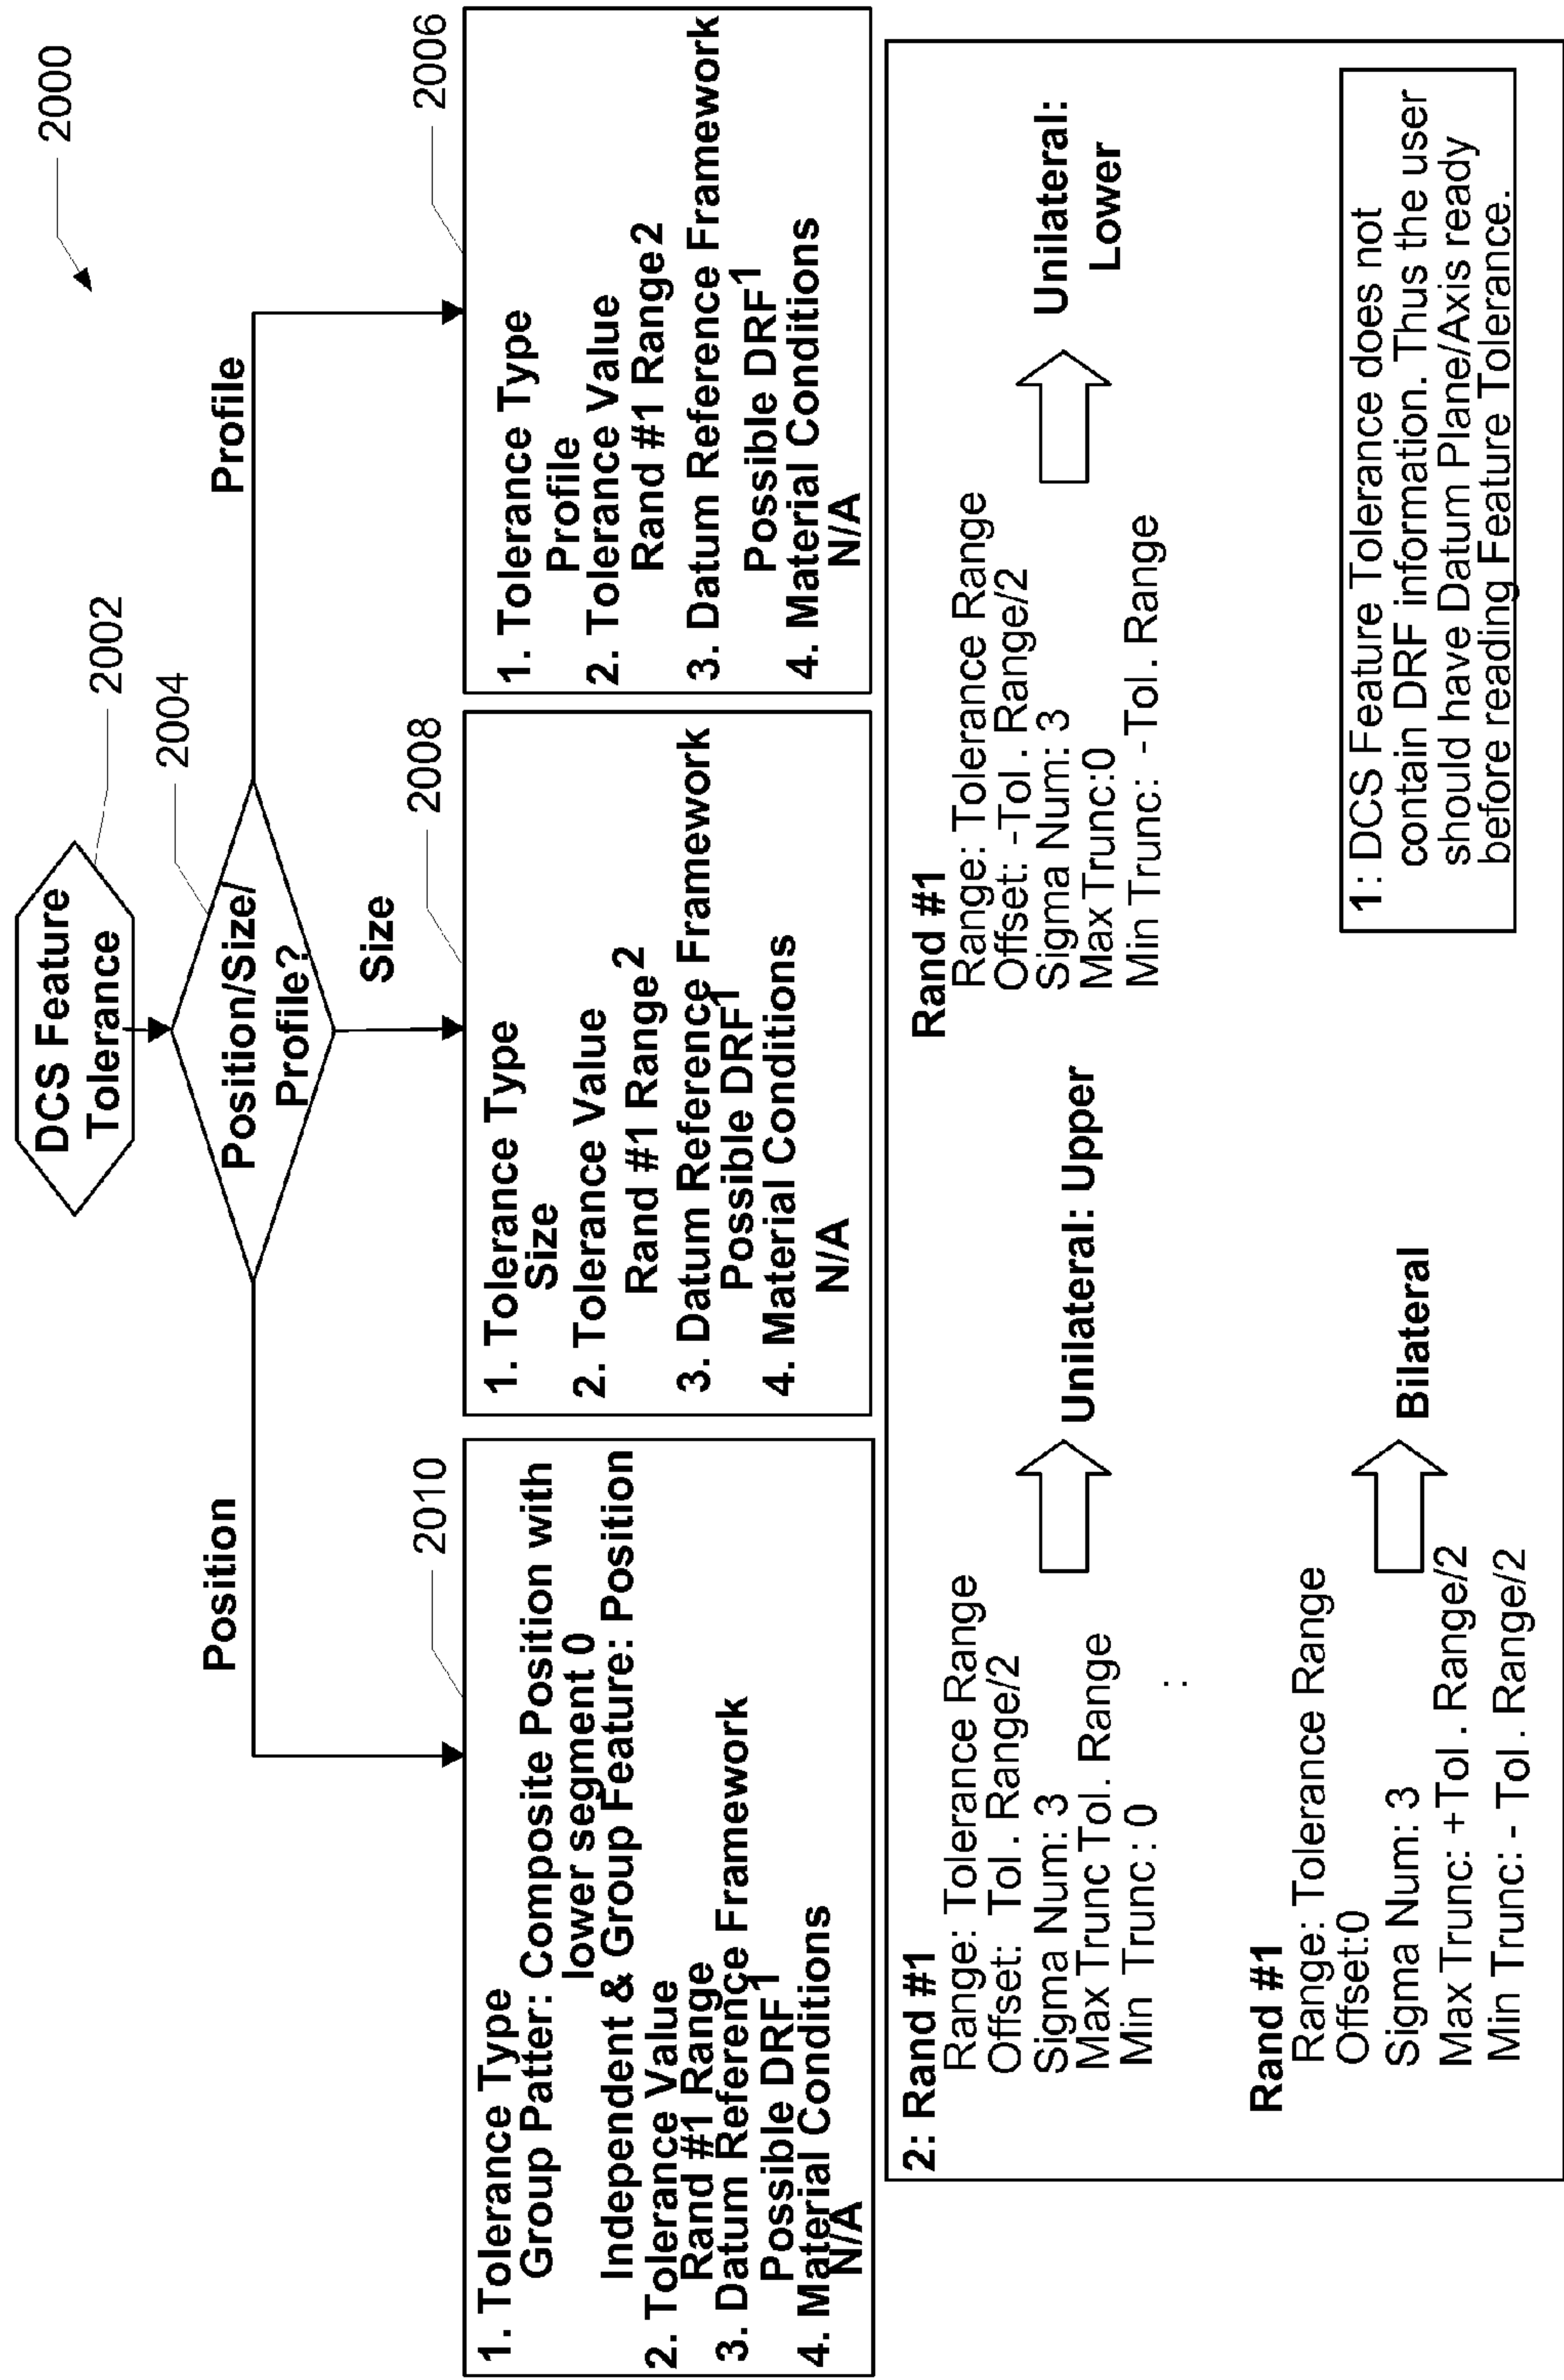 2000
DCS Feature
Tolerance
2002
Position/Size/
Profile?
2004
Position
Size
Profile
2010
1. Tolerance Type
Group Patter: Composite Position with
lower segment 0
Independent & Group Feature: Position
2. Tolerance Value
Rand #1 Range
3. Datum Reference Framework
Possible DRF1
4. Material Conditions
N/A
2008
1. Tolerance Type
Size
2. Tolerance Value
Rand #1 Range2
3. Datum Reference Framework
Possible DRF1
4. Material Conditions
N/A
2006
1. Tolerance Type
Profile
2. Tolerance Value
Rand #1 Range2
3. Datum Reference Framework
Possible DRF1
4. Material Conditions
N/A
2: Rand #1
Range: Tolerance Range
Offset: Tol. Range/2
Sigma Num: 3
Max Trunc Tol. Range
Min Trunc: 0
:
Unilateral: Upper
Rand #1
Range: Tolerance Range
Offset: -Tol. Range/2
Sigma Num: 3
Max Trunc:0
Min Trunc: -Tol. Range
Unilateral:
Lower
Rand #1
Range: Tolerance Range
Offset:0
Sigma Num: 3
Max Trunc: +Tol. Range/2
Min Trunc: - Tol. Range/2
Bilateral
1: DCS Feature Tolerance does not
contain DRF information. Thus the user
should have Datum Plane/Axis ready
before reading Feature Tolerance.